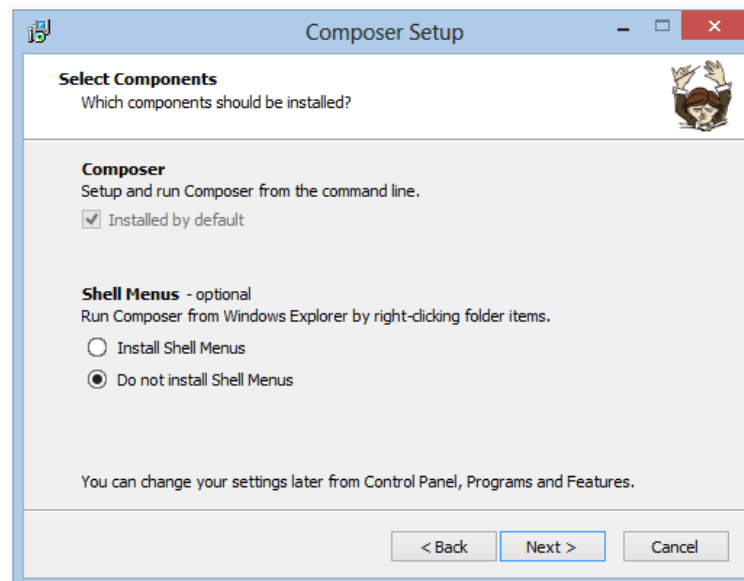 Composer Setup
Select Components
Which components should be installed?
Composer
Setup and run Composer from the command line.
Installed by default
Shell Menus - optional
Run Composer from Windows Explorer by right-clicking folder items.
Install Shell Menus
Do not install Shell Menus
You can change your settings later from Control Panel, Programs and Features.
< Back Next > Cancel